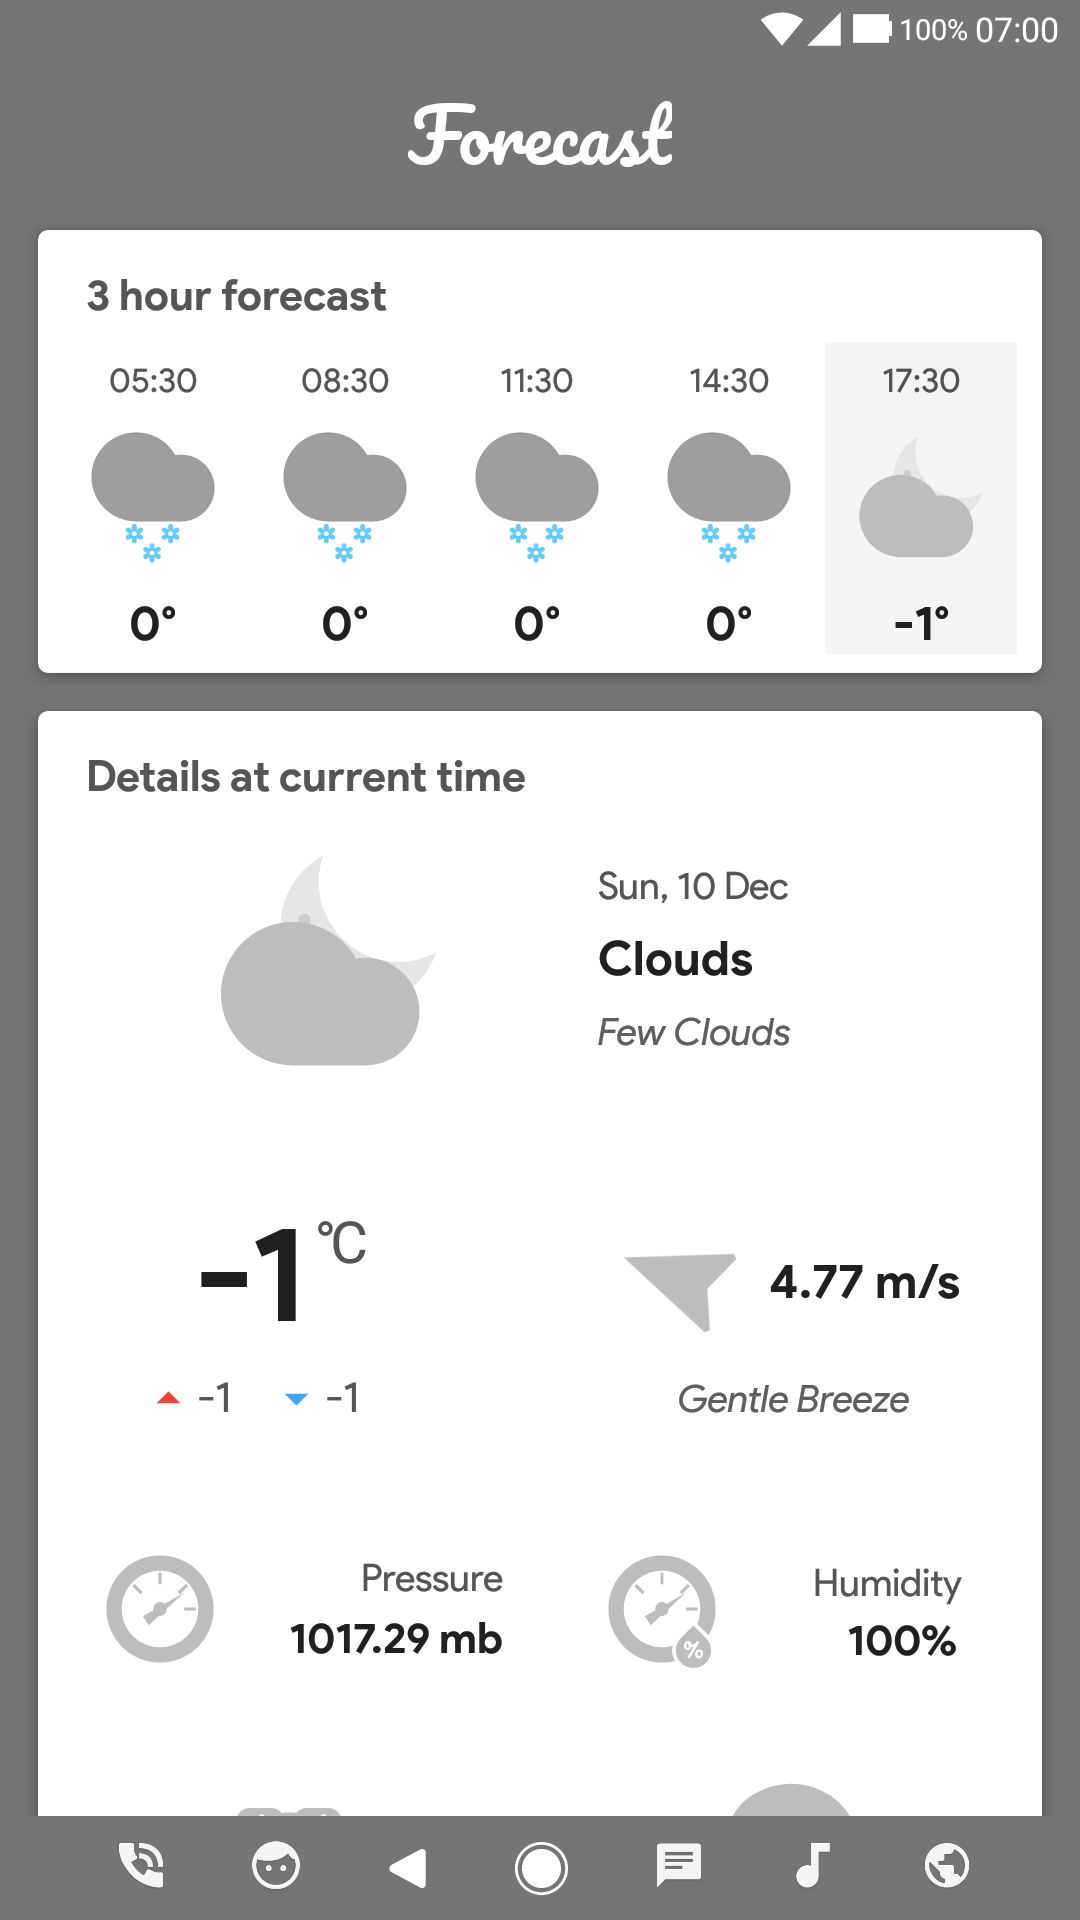 100% 07:00
Forecast
3 hour forecast
05:30 08:30 11:30 14:30 17:30
0° 0° 0° 0° -1°
Details at current time
Sun, 10 Dec
Clouds
Few Clouds
-1 °C
4.77 m/s
-1 -1
Gentle Breeze
Pressure
1017.29 mb
Humidity
100%
%